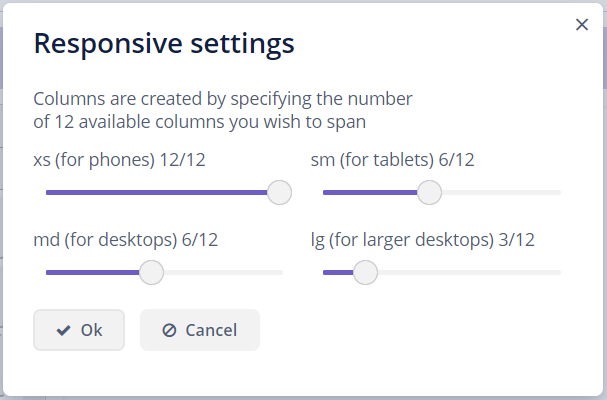 Responsive settings
Columns are created by specifying the number
of 12 available columns you wish to span
xs (for phones) 12/12
sm (for tablets) 6/12
md (for desktops) 6/12
lg (for larger desktops) 3/12
Ok
Cancel